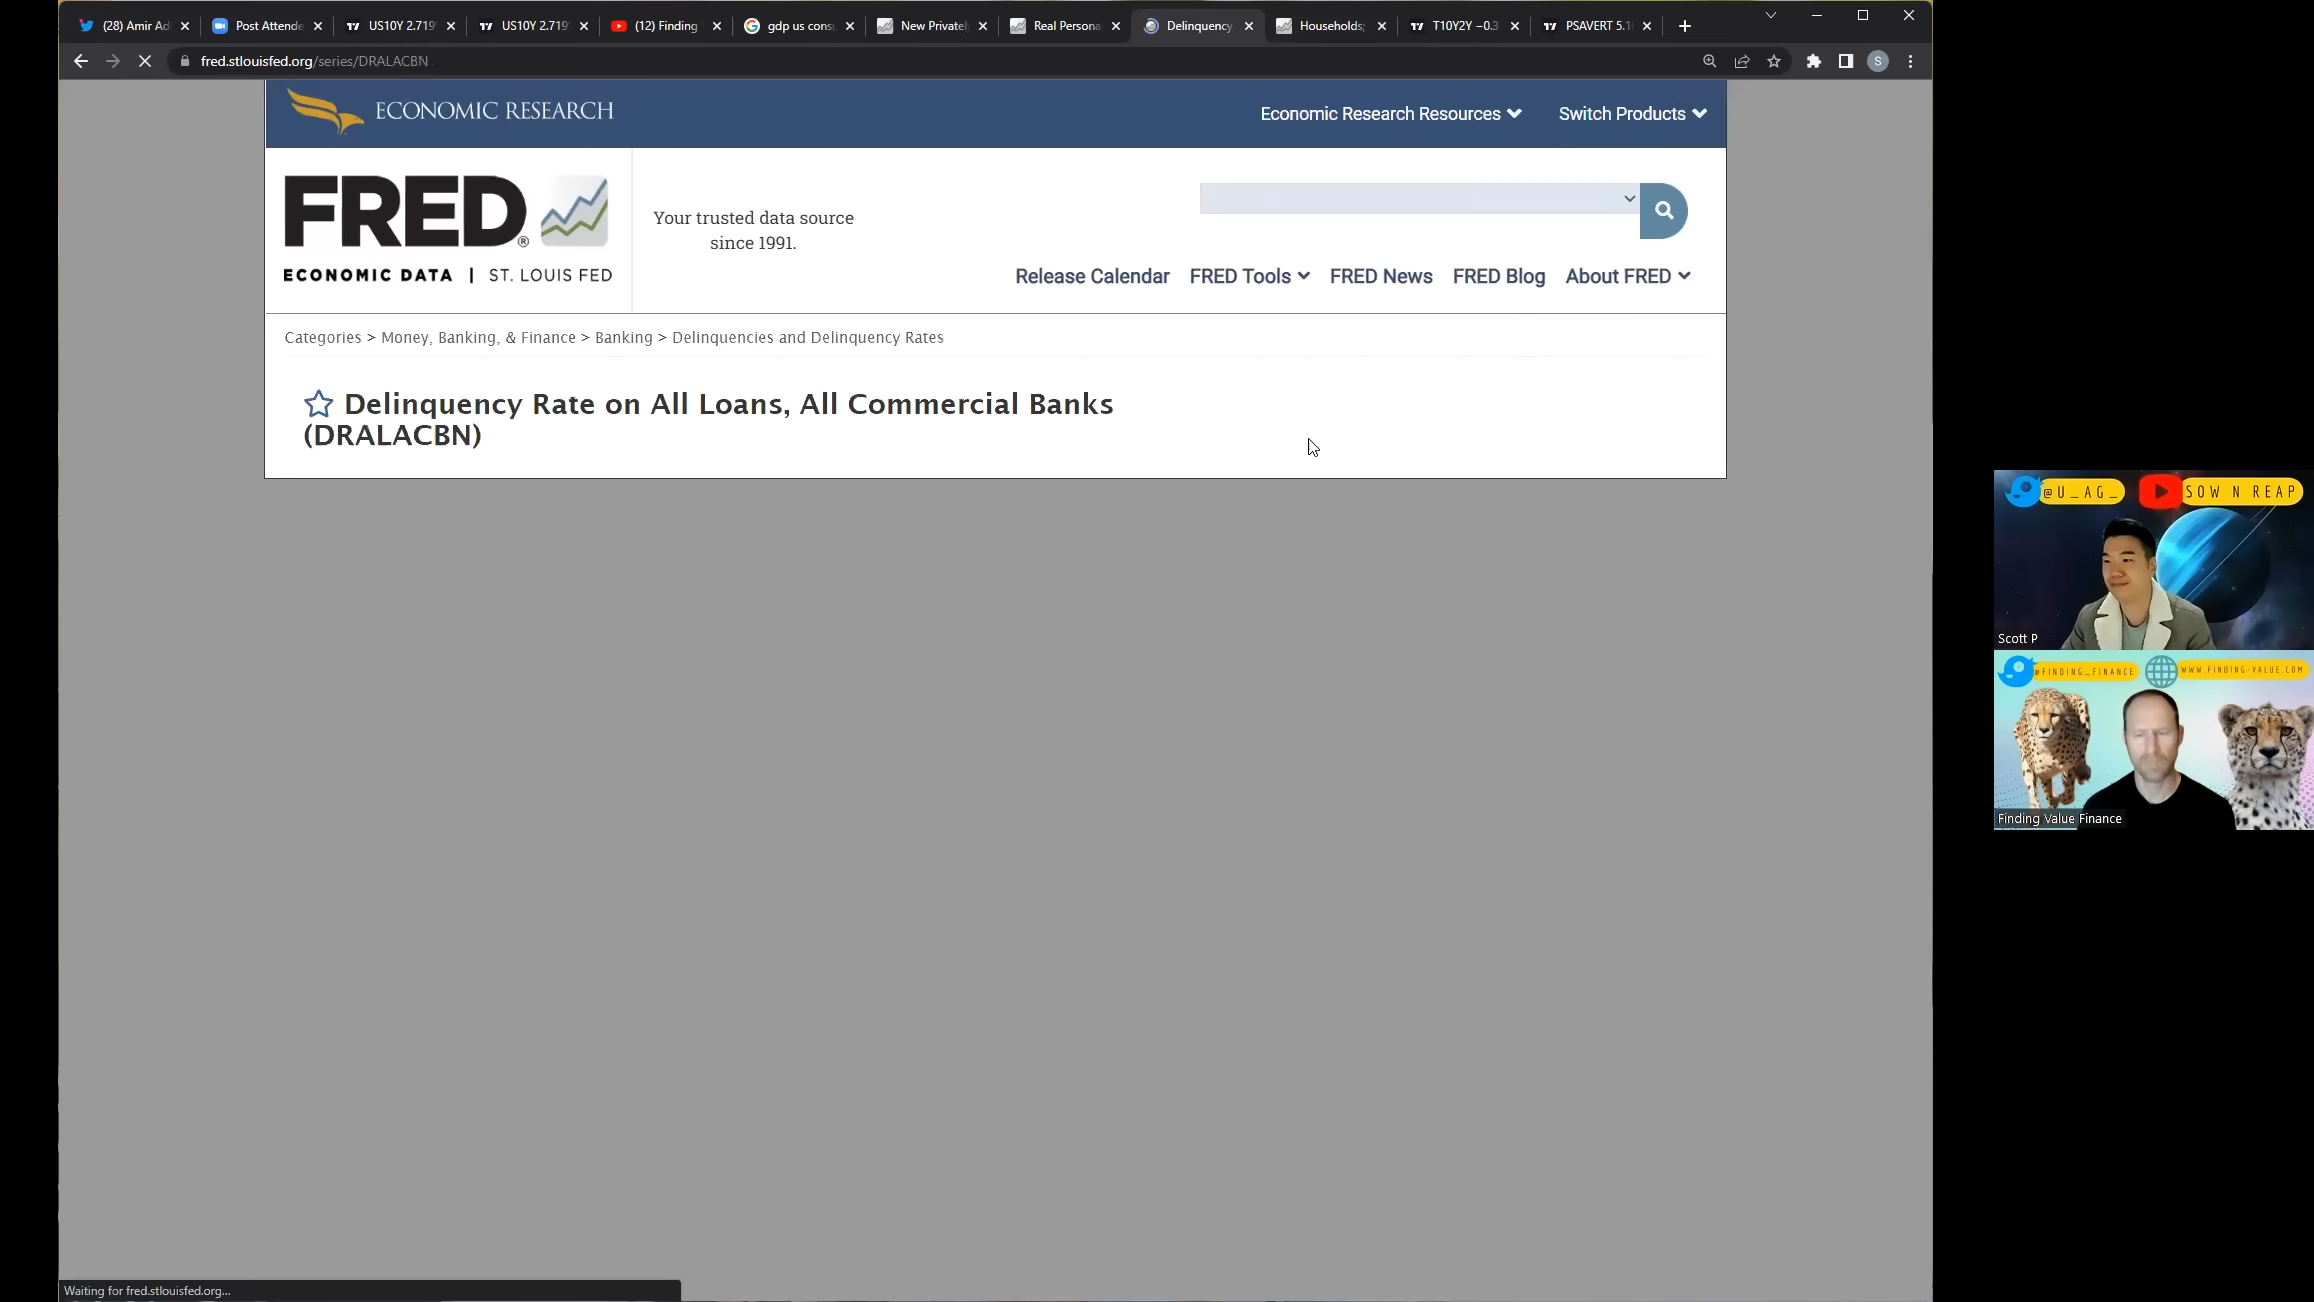 (28) Amir Ad
Post Attende
US10Y 2.719
US10Y 2.719
(12) Finding
gdp us cons
New Privatel
Real Persona
Delinquency
Households;
T10Y2Y −0.3
PSAVERT 5.1
fred.stlouisfed.org/series/DRALACBN
S
ECONOMIC RESEARCH
Economic Research Resources
Switch Products
FRED®
ECONOMIC DATA | ST. LOUIS FED
Your trusted data source
since 1991.
Release Calendar
FRED Tools
FRED News
FRED Blog
About FRED
Categories > Money, Banking, & Finance > Banking > Delinquencies and Delinquency Rates
Delinquency Rate on All Loans, All Commercial Banks
(DRALACBN)
@U_AG_
SOW N REAP
Scott P
@FINDING_FINANCE
WWW.FINDING-VALUE.COM
Finding Value Finance
Waiting for fred.stlouisfed.org...